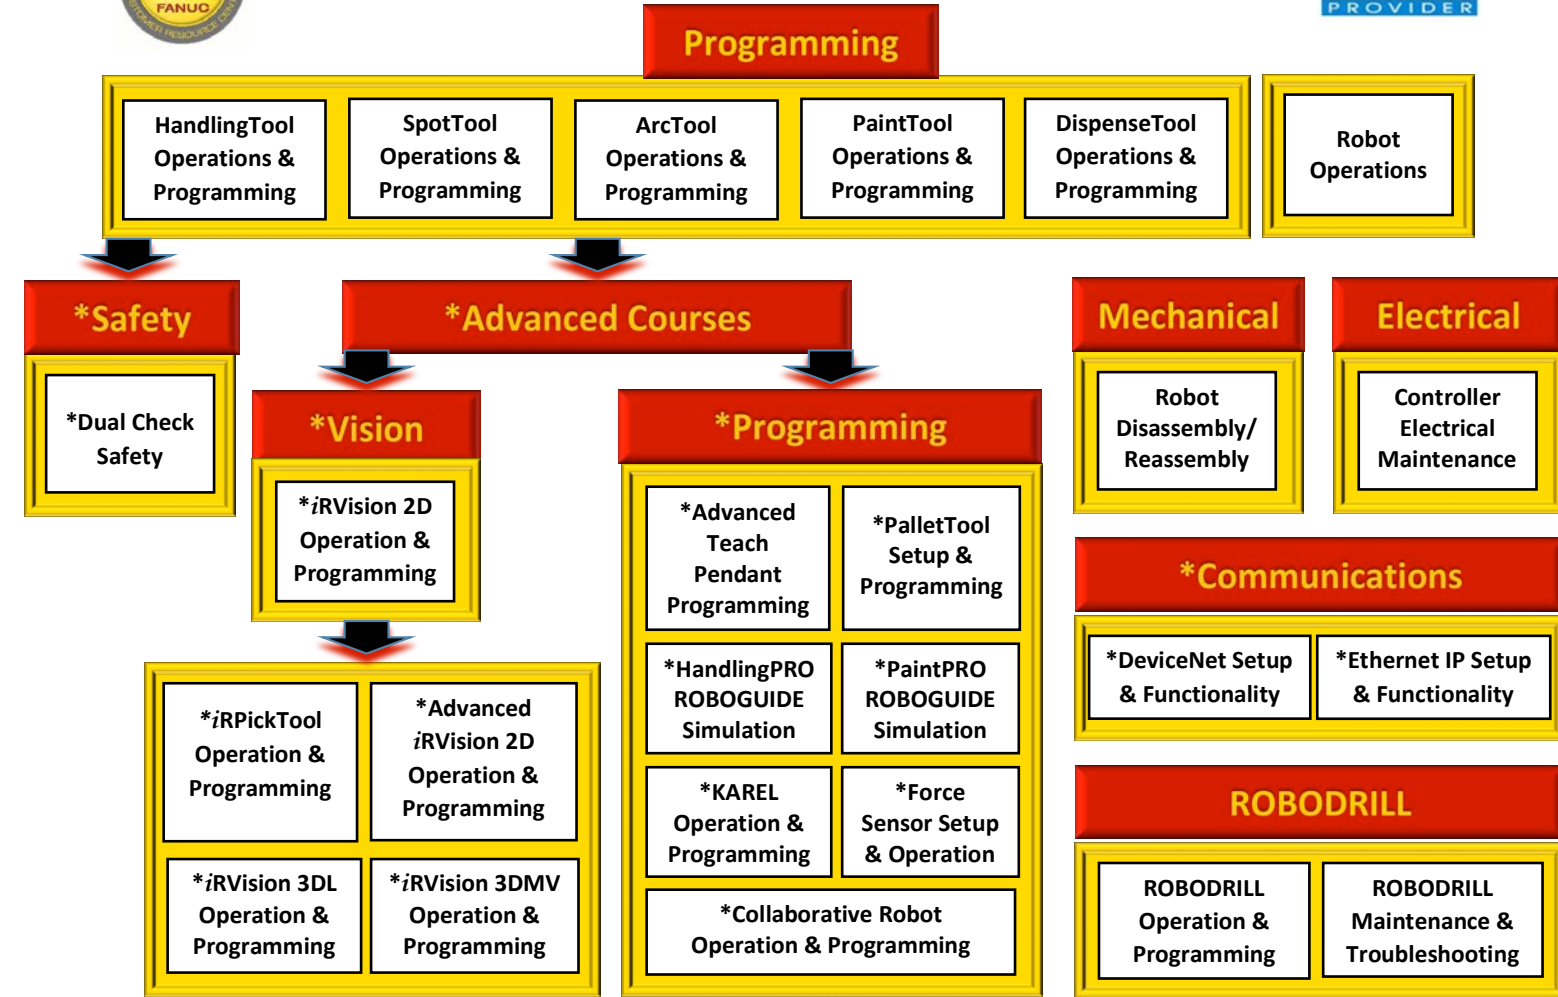 FANUC
CUSTOMER RESOURCE CENTER
PROVIDER
Programming
HandlingTool
Operations &
Programming
SpotTool
Operations &
Programming
ArcTool
Operations &
Programming
PaintTool
Operations &
Programming
DispenseTool
Operations &
Programming
Robot
Operations
*Safety
*Dual Check
Safety
*Advanced Courses
*Vision
*iRVision 2D
Operation &
Programming
*iRPickTool
Operation &
Programming
*Advanced
iRVision 2D
Operation &
Programming
*iRVision 3DL
Operation &
Programming
*iRVision 3DMV
Operation &
Programming
*Programming
*Advanced
Teach
Pendant
Programming
*PalletTool
Setup &
Programming
*HandlingPRO
ROBOGUIDE
Simulation
*PaintPRO
ROBOGUIDE
Simulation
*KAREL
Operation &
Programming
*Force
Sensor Setup
& Operation
*Collaborative Robot
Operation & Programming
Mechanical
Robot
Disassembly/
Reassembly
Electrical
Controller
Electrical
Maintenance
*Communications
*DeviceNet Setup
& Functionality
*Ethernet IP Setup
& Functionality
ROBODRILL
ROBODRILL
Operation &
Programming
ROBODRILL
Maintenance &
Troubleshooting